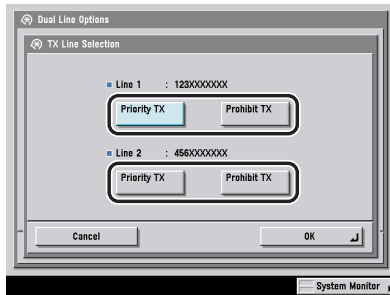 Dual Line Options
TX Line Selection
Line 1 : 123XXXXXXX
Priority TX Prohibit TX
Line 2 : 456XXXXXXX
Priority TX Prohibit TX
Cancel OK
System Monitor